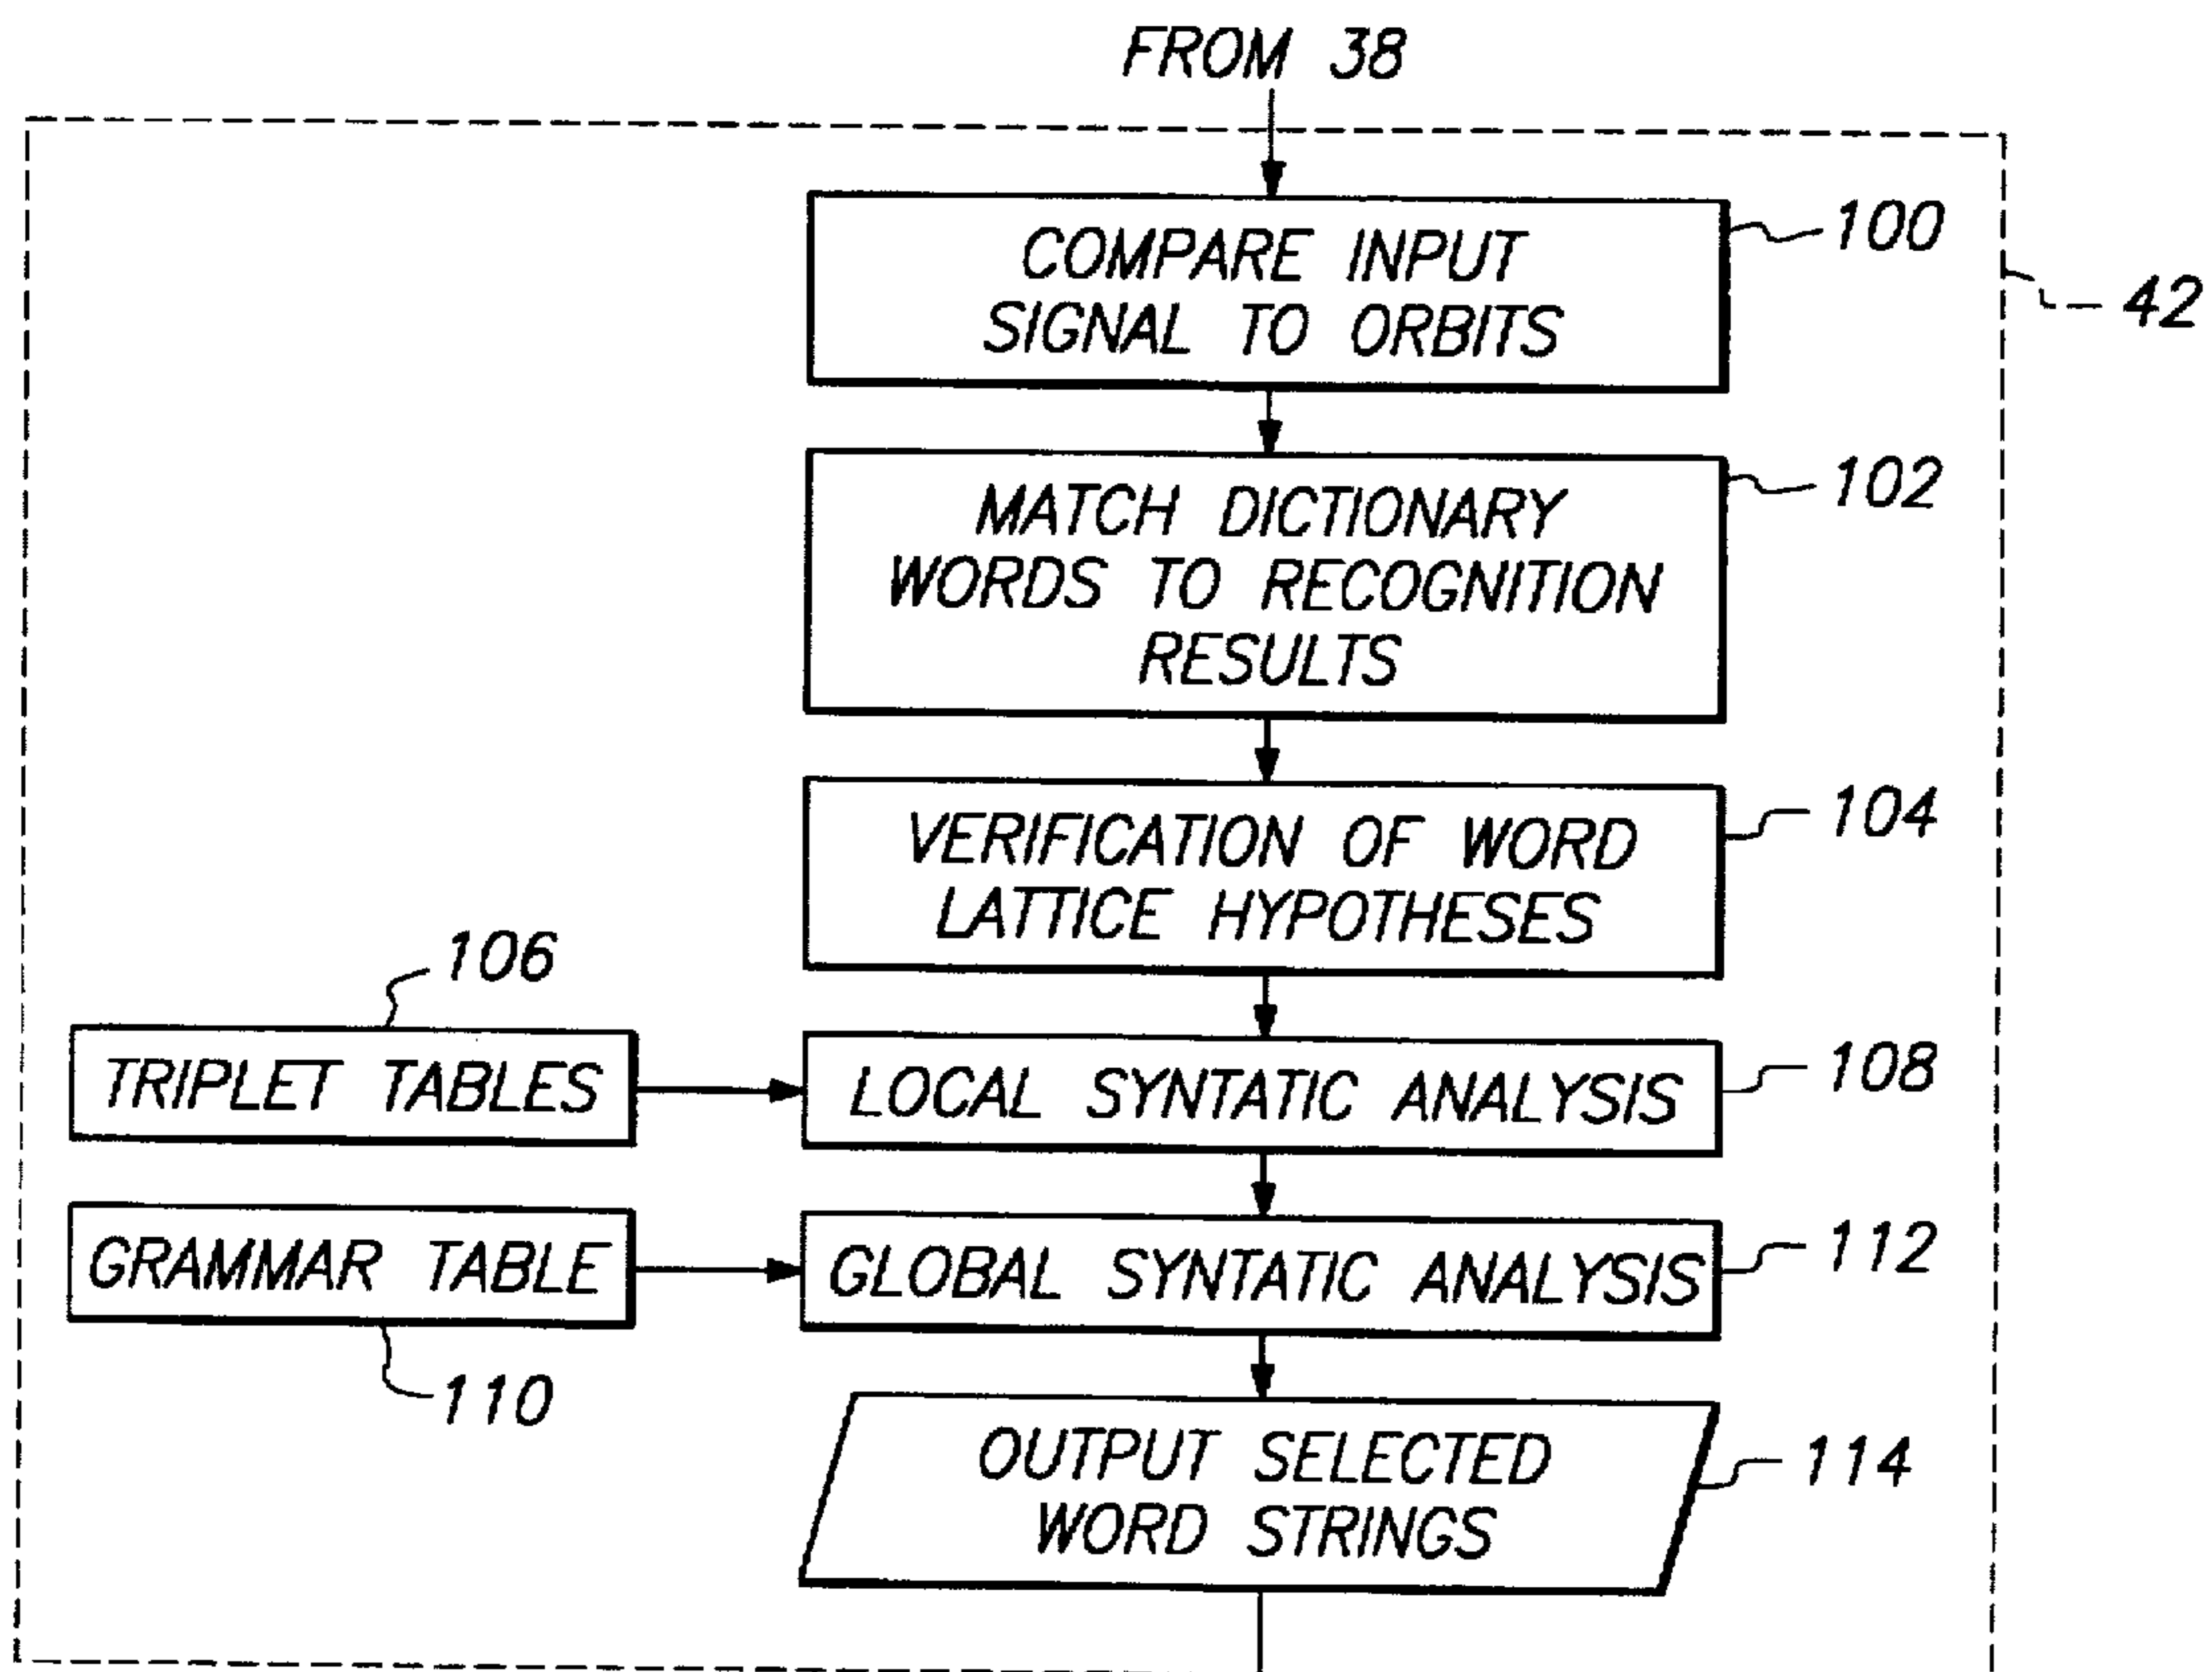 FROM 38
COMPARE INPUT
SIGNAL TO ORBITS
100
42
MATCH DICTIONARY
WORDS TO RECOGNITION
RESULTS
102
VERIFICATION OF WORD
LATTICE HYPOTHESES
104
106
TRIPLET TABLES
LOCAL SYNTATIC ANALYSIS
108
GRAMMAR TABLE
GLOBAL SYNTATIC ANALYSIS
112
110
OUTPUT SELECTED
WORD STRINGS
114